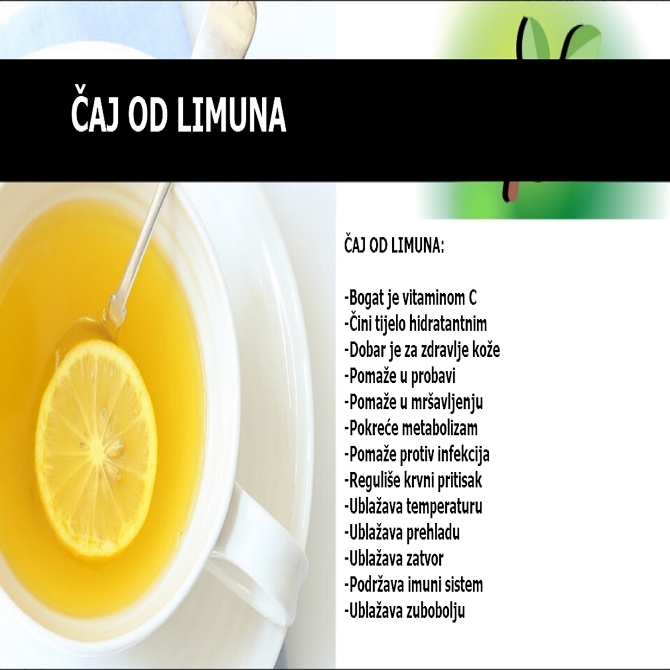 ČAJ OD LIMUNA
ČAJ OD LIMUNA:
-Bogat je vitaminom C
-Čini tijelo hidratantnim
-Dobar je za zdravlje kože
-Pomaže u probavi
-Pomaže u mršavljenju
-Pokreće metabolizam
-Pomaže protiv infekcija
-Reguliše krvni pritisak
-Ublažava temperaturu
-Ublažava prehladu
-Ublažava zatvor
-Podržava imuni sistem
-Ublažava zubobolju